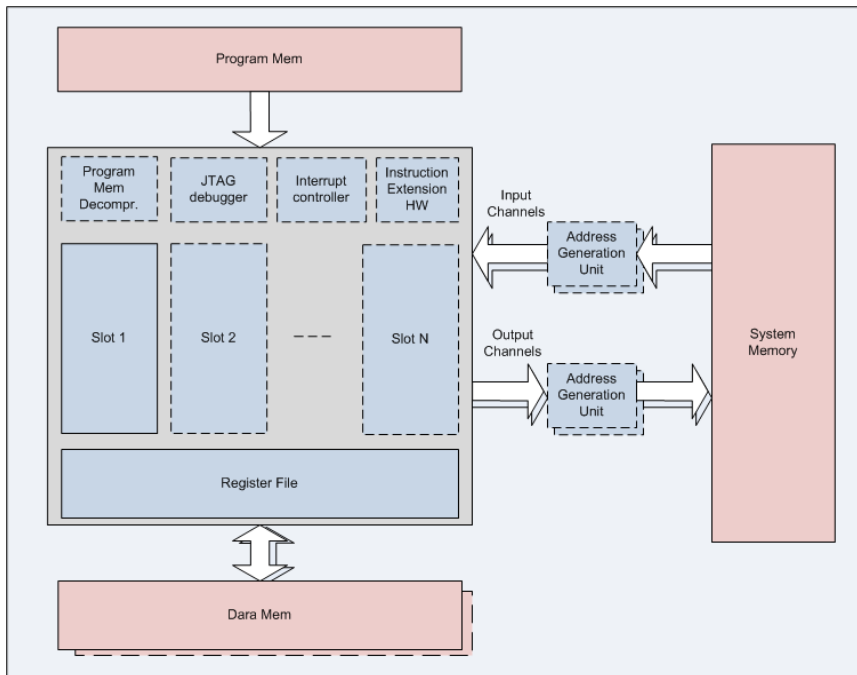 Program Mem
Program
Mem
Decompr.
JTAG
debugger
Interrupt
controller
Instruction
Extension
HW
Input
Channels
Address
Generation
Unit
Slot 1
Slot 2
Slot N
System
Memory
Output
Channels
Address
Generation
Unit
Register File
Dara Mem